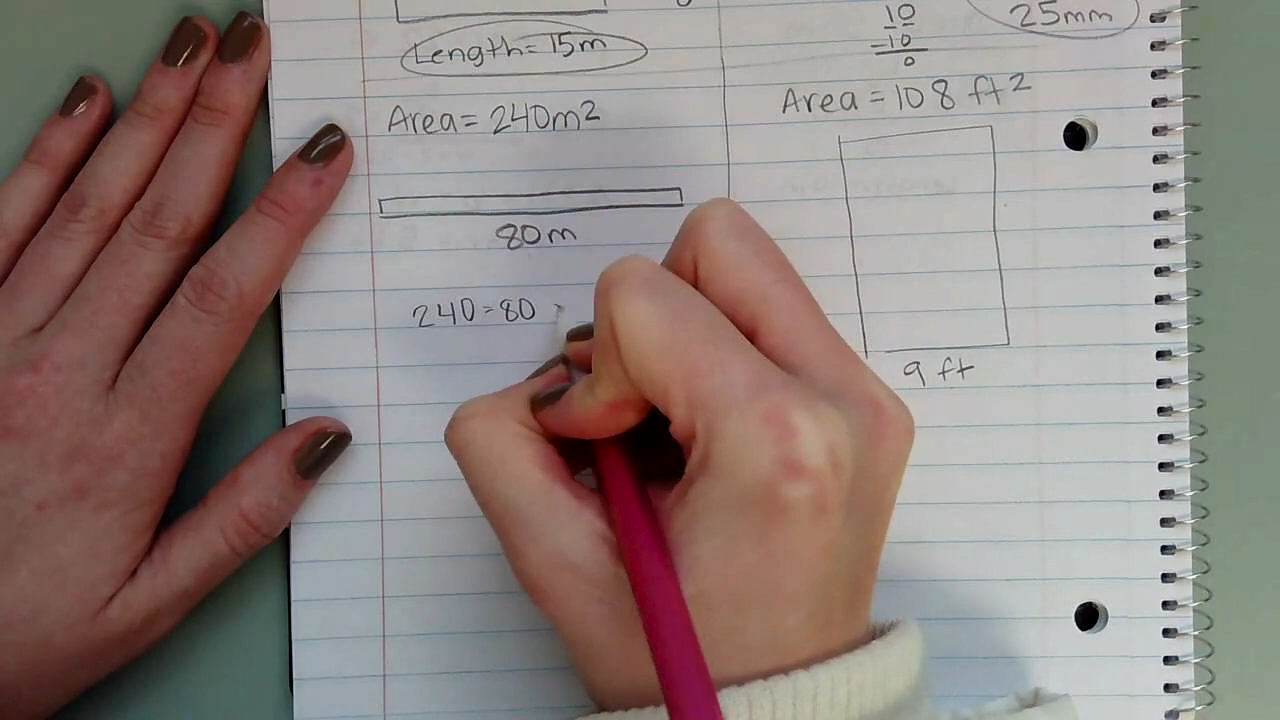 Length=15m
Area=240m²
80m
240÷80
10
-10
0
25mm
Area=108 ft²
9 ft